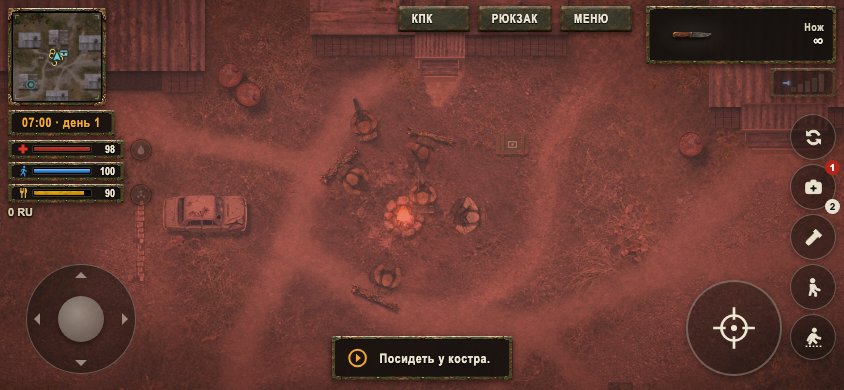 КПК
РЮКЗАК
МЕНЮ
Нож
∞
07:00 · день 1
98
100
90
0 RU
1
2
Посидеть у костра.